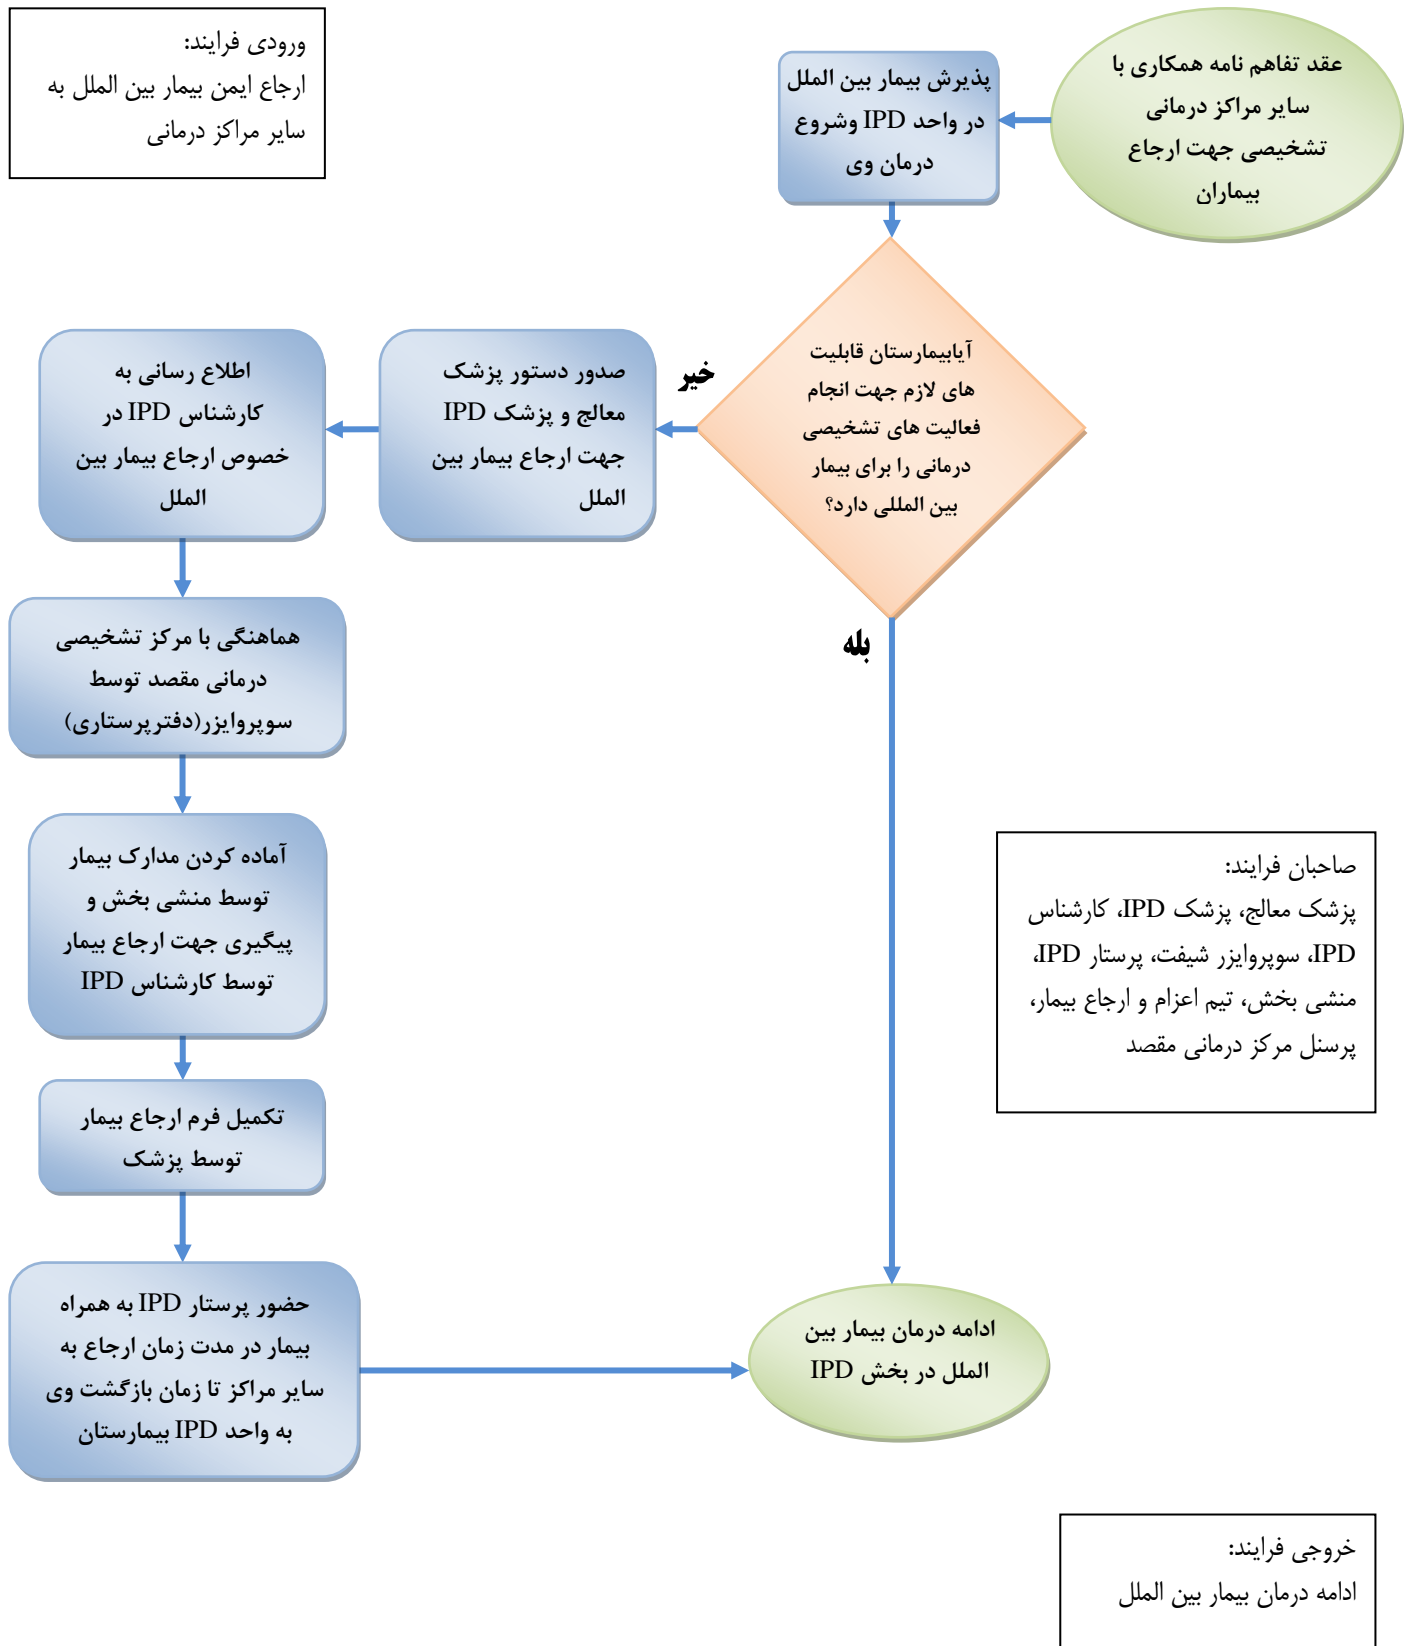 ورودی فرایند:
ارجاع ایمن بیمار بین الملل به
سایر مراکز درمانی
عقد تفاهم نامه همکاری با
سایر مراکز درمانی
تشخیصی جهت ارجاع
بیماران
پذیرش بیمار بین الملل
در واحد IPD وشروع
درمان وی
آیابیمارستان قابلیت
های لازم جهت انجام
فعالیت های تشخیصی
درمانی را برای بیمار
بین المللی دارد؟
خیر
بله
صدور دستور پزشک
معالج و پزشک IPD
جهت ارجاع بیمار بین
الملل
اطلاع رسانی به
کارشناس IPD در
خصوص ارجاع بیمار بین
الملل
هماهنگی با مرکز تشخیصی
درمانی مقصد توسط
سوپروایزر(دفترپرستاری)
آماده کردن مدارک بیمار
توسط منشی بخش و
پیگیری جهت ارجاع بیمار
توسط کارشناس IPD
تکمیل فرم ارجاع بیمار
توسط پزشک
حضور پرستار IPD به همراه
بیمار در مدت زمان ارجاع به
سایر مراکز تا زمان بازگشت وی
به واحد IPD بیمارستان
ادامه درمان بیمار بین
الملل در بخش IPD
صاحبان فرایند:
پزشک معالج، پزشک IPD، کارشناس
IPD، سوپروایزر شیفت، پرستار IPD،
منشی بخش، تیم اعزام و ارجاع بیمار،
پرسنل مرکز درمانی مقصد
خروجی فرایند:
ادامه درمان بیمار بین الملل